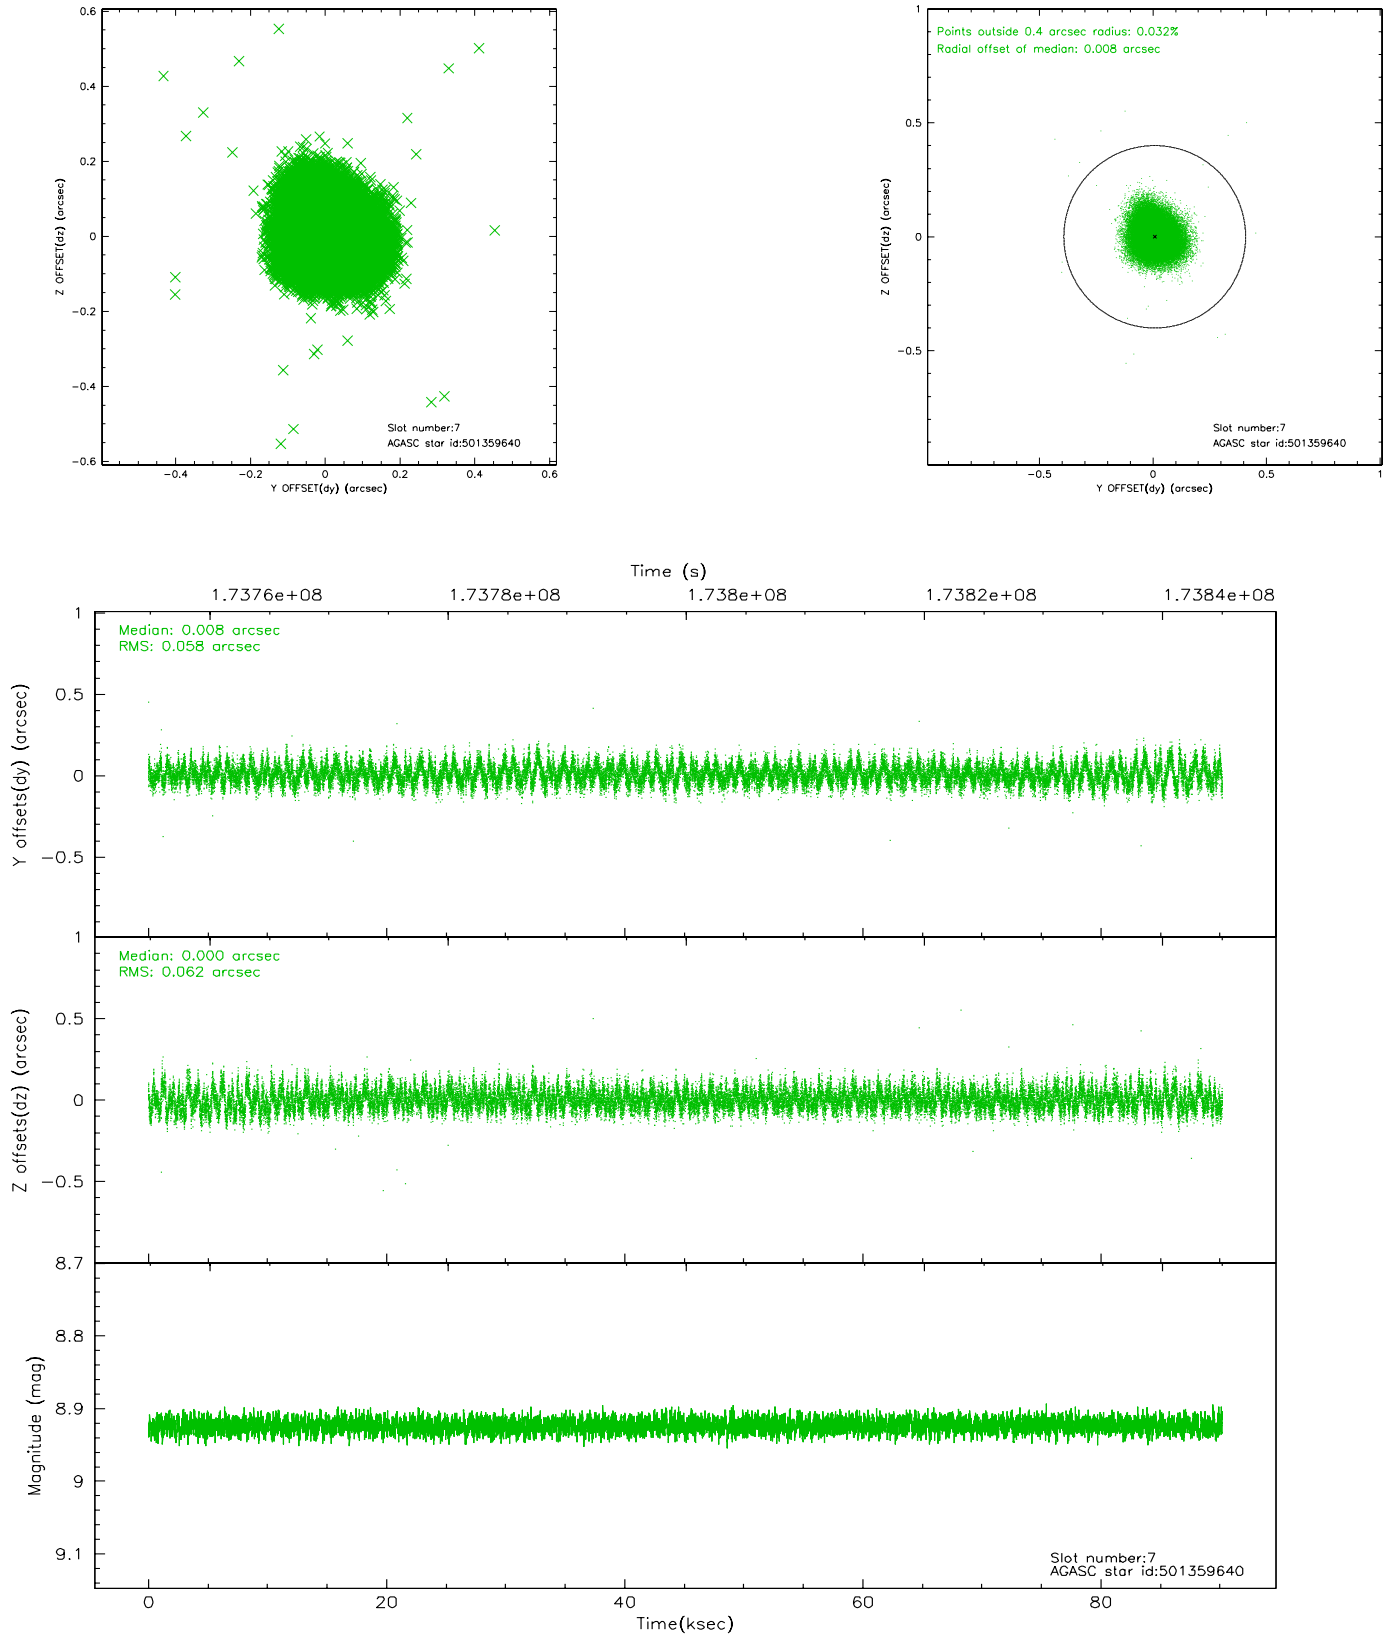 0.6
0.4
0.2
0
−0.2
−0.4
−0.6
−0.4
−0.2
0
0.2
0.4
0.6
Z OFFSET(dz) (arcsec)
Y OFFSET(dy) (arcsec)
Slot number:7
AGASC star id:501359640
1
0.5
0
−0.5
−0.5
0
0.5
1
Z OFFSET(dz) (arcsec)
Y OFFSET(dy) (arcsec)
Points outside 0.4 arcsec radius: 0.032%
Radial offset of median: 0.008 arcsec
Slot number:7
AGASC star id:501359640
Time (s)
1.7376e+08
1.7378e+08
1.738e+08
1.7382e+08
1.7384e+08
1
0.5
0
−0.5
Y offsets(dy) (arcsec)
Median: 0.008 arcsec
RMS: 0.058 arcsec
1
0.5
0
−0.5
Z offsets(dz) (arcsec)
Median: 0.000 arcsec
RMS: 0.062 arcsec
8.7
8.8
8.9
9
9.1
Magnitude (mag)
Slot number:7
AGASC star id:501359640
0
20
40
60
80
Time(ksec)